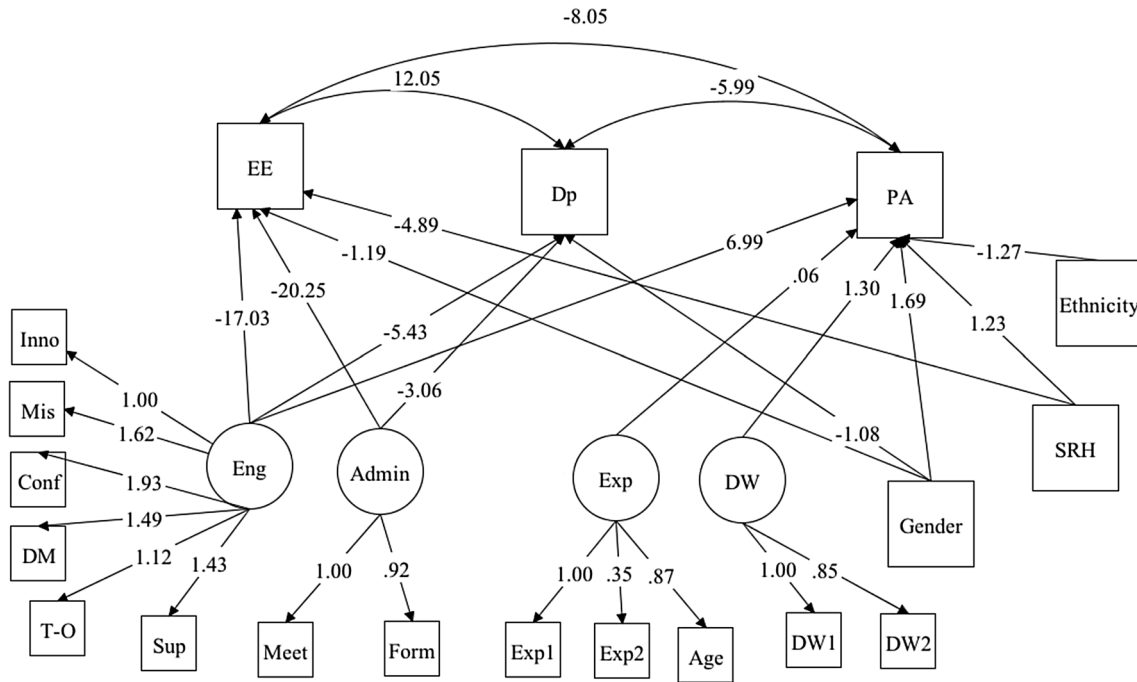 -8.05
12.05
-5.99
EE
Dp
PA
-4.89
-1.19
6.99
-1.27
.06
1.30
1.69
Ethnicity
-20.25
-17.03
-5.43
1.23
Inno
-3.06
1.00
Mis
1.62
-1.08
SRH
Conf
1.93
Eng
Admin
Exp
DW
1.49
Gender
DM
1.12
1.43
1.00
.92
1.00
.35
.87
1.00
.85
T-O
Sup
Meet
Form
Exp1
Exp2
Age
DW1
DW2